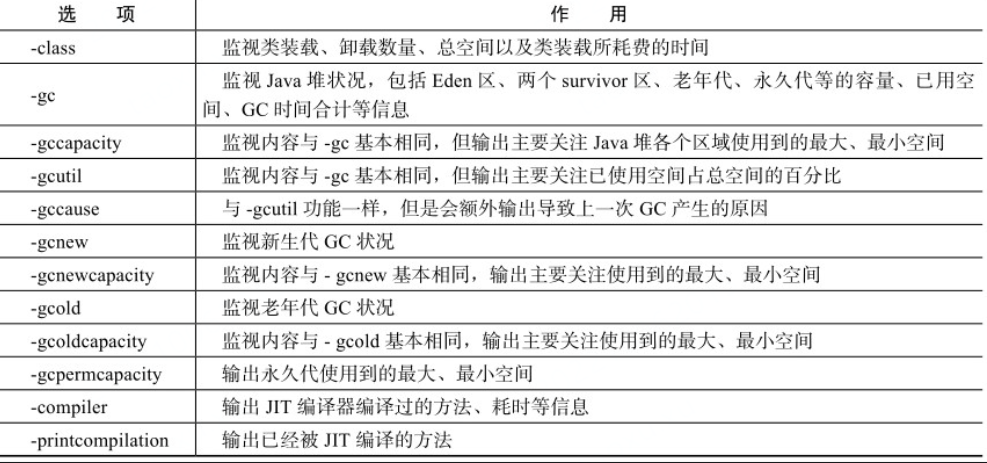 选 项 作 用
-class 监视类装载、卸载数量、总空间以及类装载所耗费的时间
-gc 监视 Java 堆状况，包括 Eden 区、两个 survivor 区、老年代、永久代等的容量、已用空
间、GC 时间合计等信息
-gccapacity 监视内容与 -gc 基本相同，但输出主要关注 Java 堆各个区域使用到的最大、最小空间
-gcutil 监视内容与 -gc 基本相同，但输出主要关注已使用空间占总空间的百分比
-gccause 与 -gcutil 功能一样，但是会额外输出导致上一次 GC 产生的原因
-gcnew 监视新生代 GC 状况
-gcnewcapacity 监视内容与 - gcnew 基本相同，输出主要关注使用到的最大、最小空间
-gcold 监视老年代 GC 状况
-gcoldcapacity 监视内容与 - gcold 基本相同，输出主要关注使用到的最大、最小空间
-gcpermcapacity 输出永久代使用到的最大、最小空间
-compiler 输出 JIT 编译器编译过的方法、耗时等信息
-printcompilation 输出已经被 JIT 编译的方法